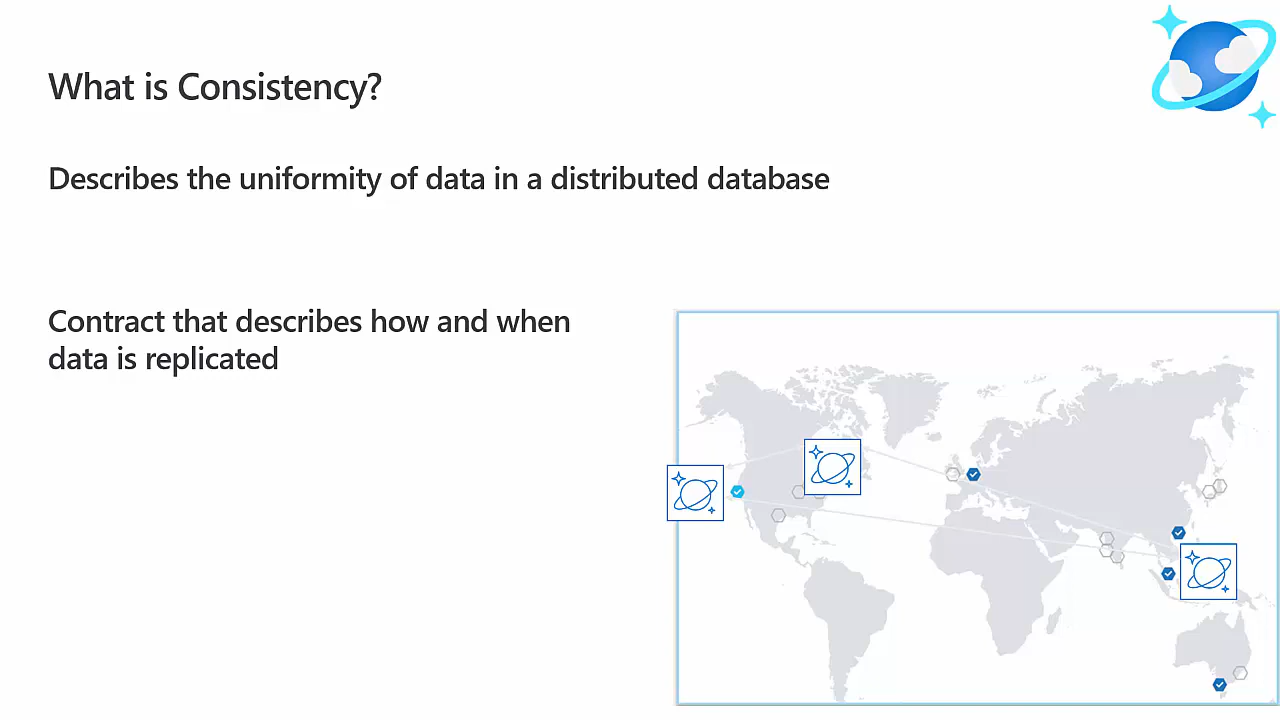 What is Consistency?
Describes the uniformity of data in a distributed database
Contract that describes how and when
data is replicated